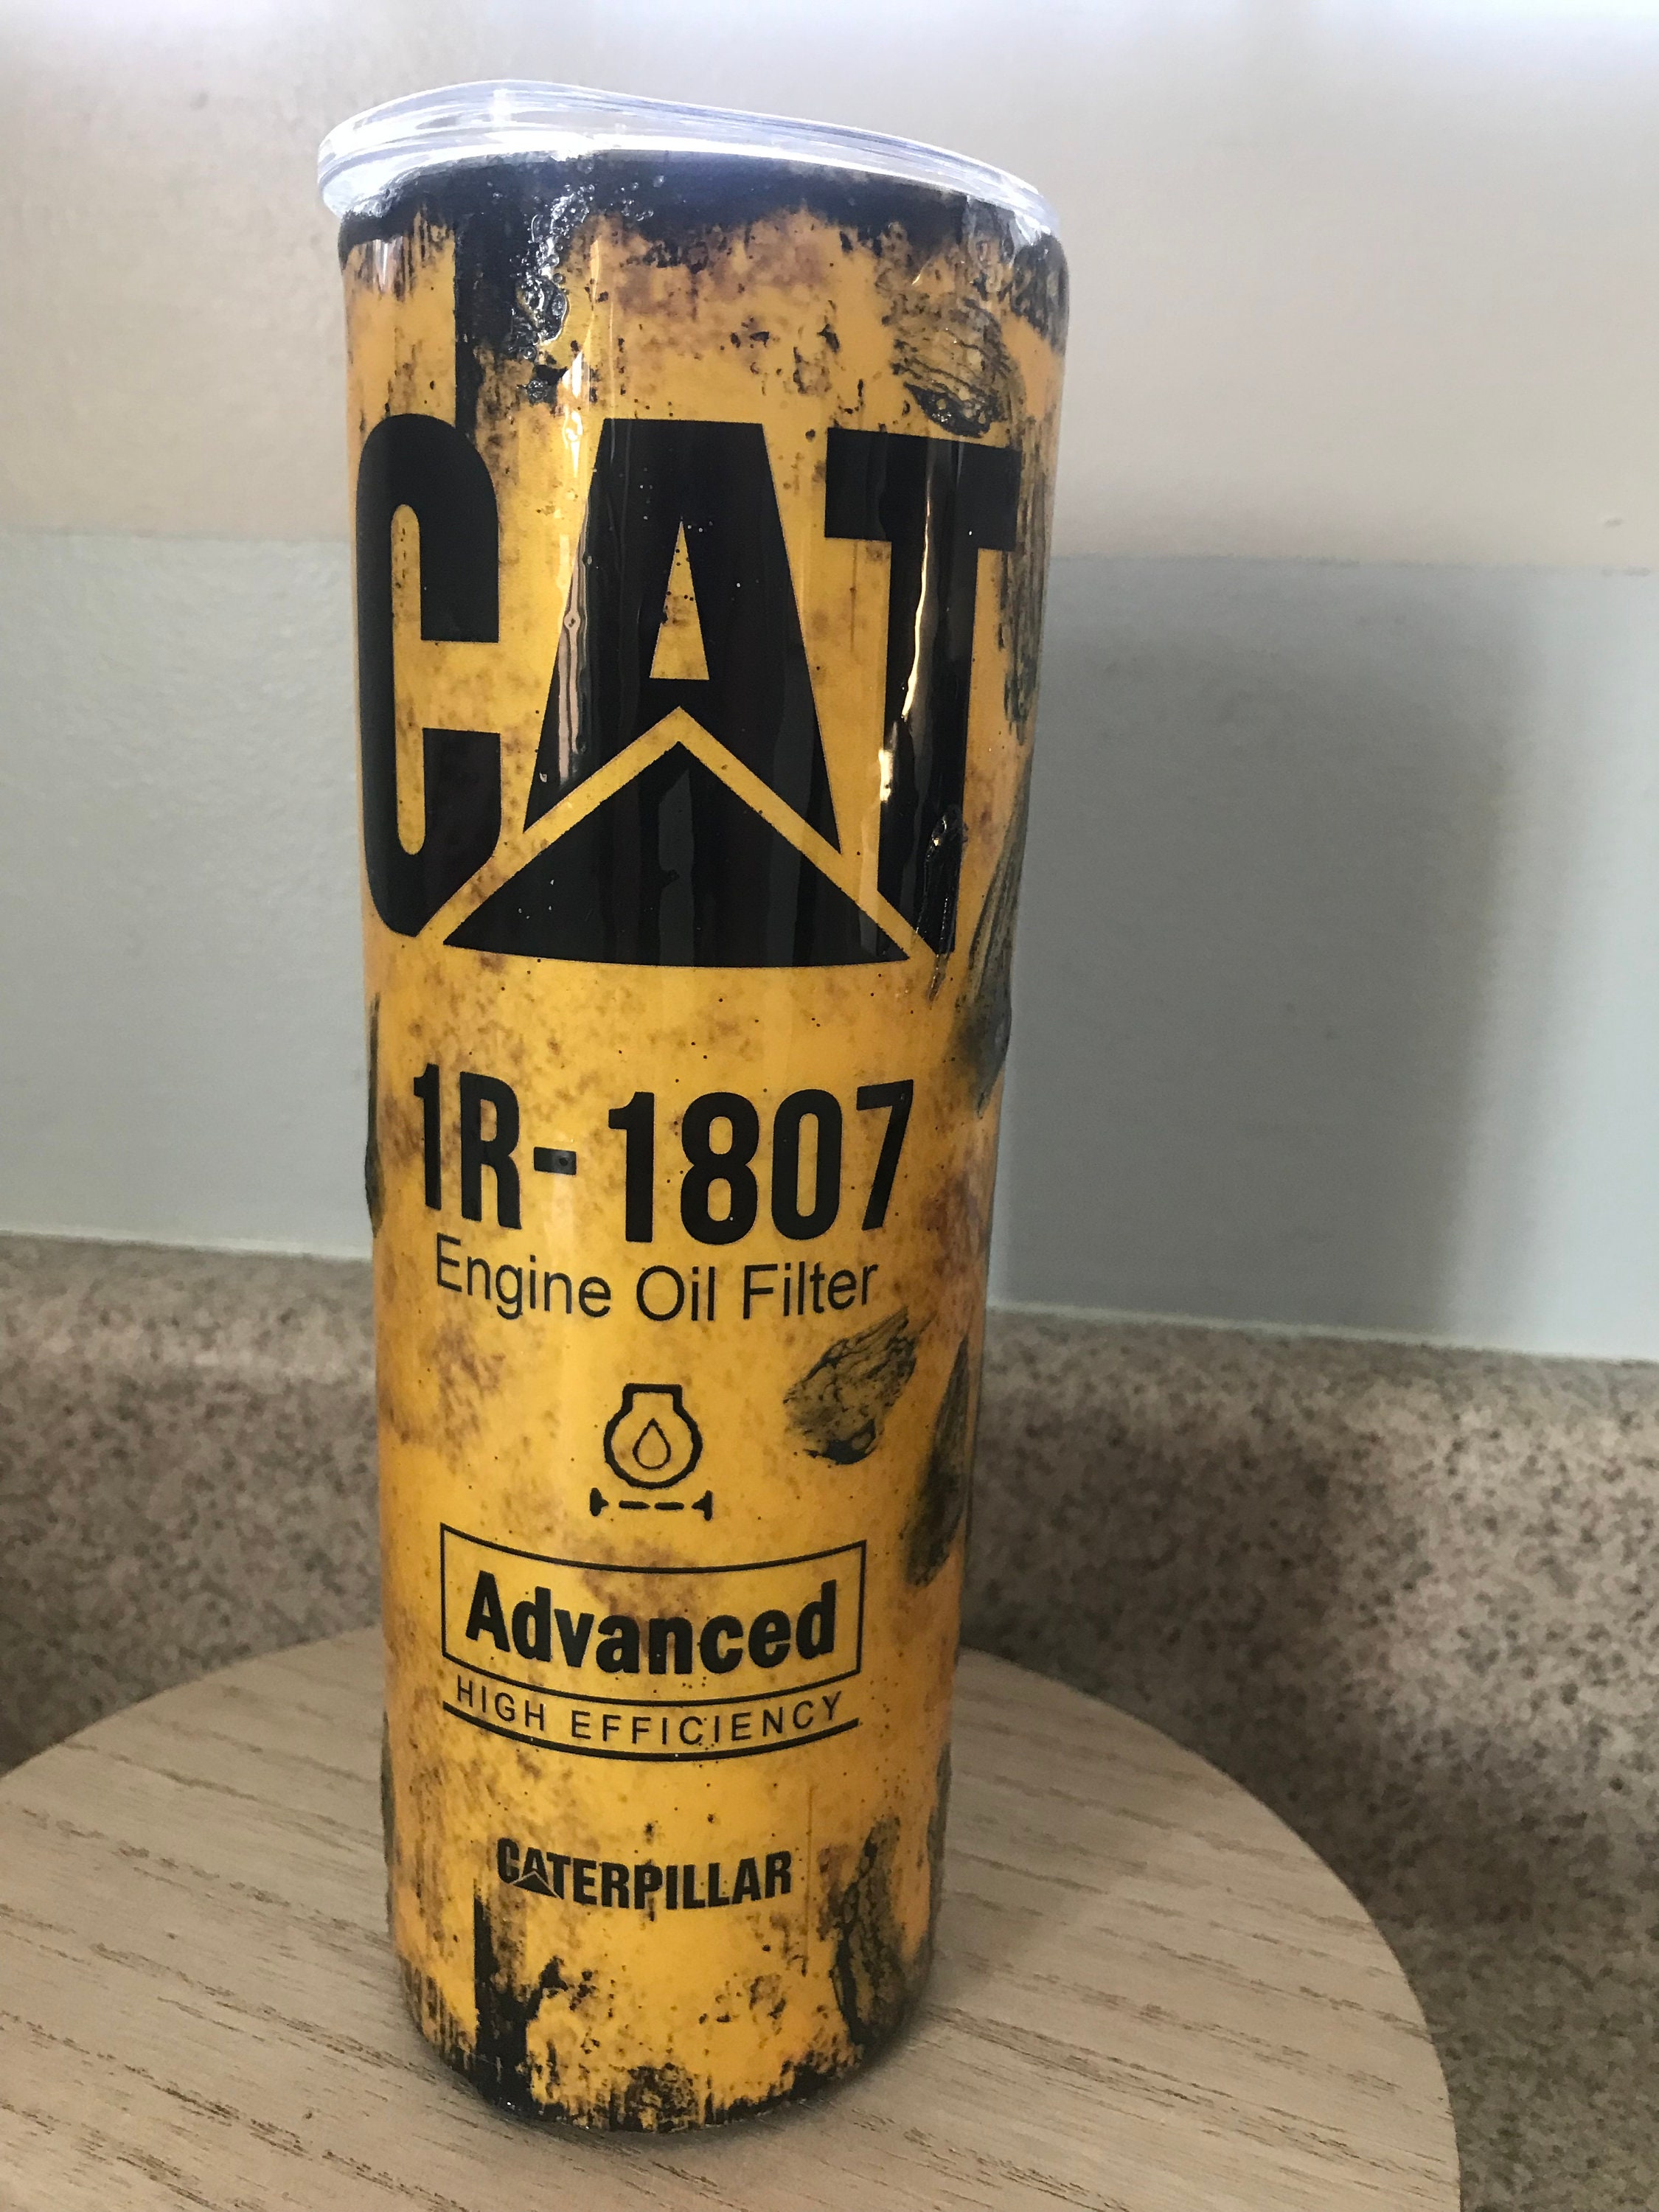 CAT
1R-1807
Engine Oil Filter
Advanced
HIGH EFFICIENCY
CATERPILLAR